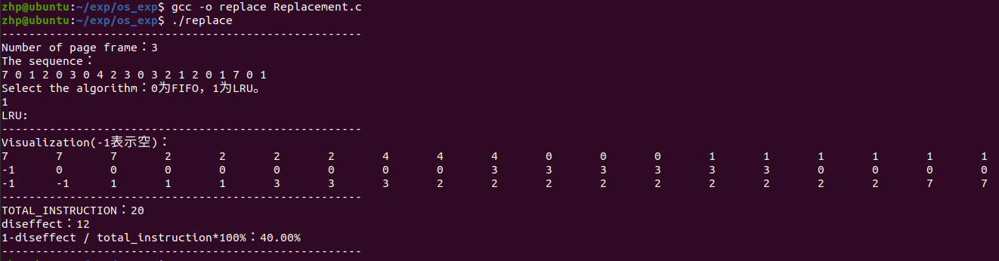 zhp@ubuntu:~/exp/os_exp$ gcc -o replace Replacement.c
zhp@ubuntu:~/exp/os_exp$ ./replace
-----------------------------------------------------
Number of page frame：3
The sequence：
7 0 1 2 0 3 0 4 2 3 0 3 2 1 2 0 1 7 0 1
Select the algorithm：0为FIFO，1为LRU。
1
LRU:
-----------------------------------------------------
Visualization(-1表示空)：
7 7 7 2 2 2 2 4 4 4 0 0 0 1 1 1 1 1 1
-1 0 0 0 0 0 0 0 0 3 3 3 3 3 3 0 0 0 0
-1 -1 1 1 1 3 3 3 2 2 2 2 2 2 2 2 2 7 7
-----------------------------------------------------
TOTAL_INSTRUCTION：20
diseffect：12
1-diseffect / total_instruction*100%：40.00%
-----------------------------------------------------